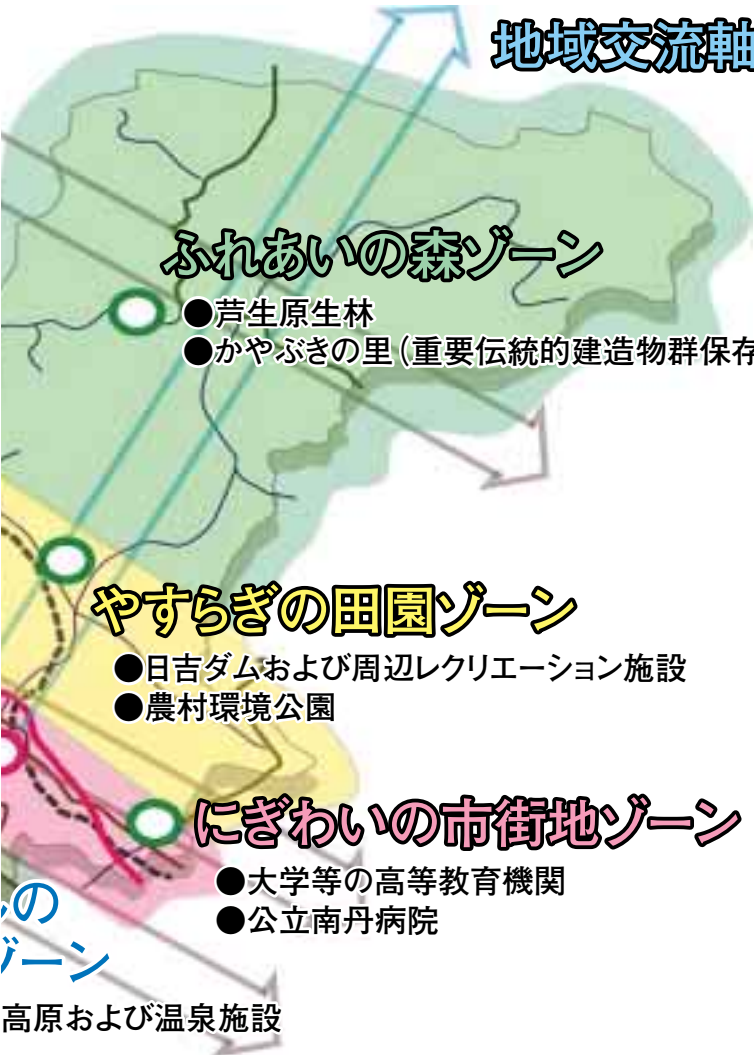 地域交流軸
ふれあいの森ゾーン
●芦生原生林
●かやぶきの里(重要伝統的建造物群保存
やすらぎの田園ゾーン
●日吉ダムおよび周辺レクリエーション施設
●農村環境公園
にぎわいの市街地ゾーン
●大学等の高等教育機関
●公立南丹病院
の
ゾーン
高原および温泉施設